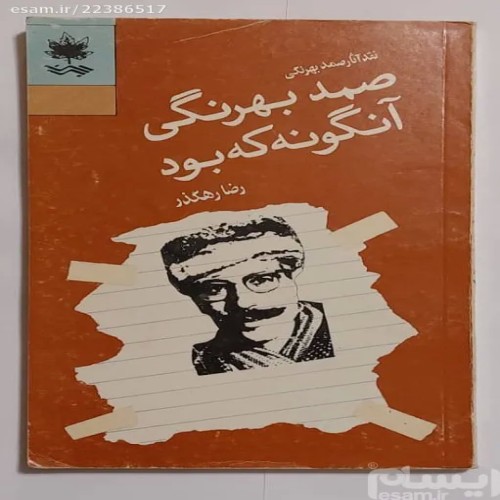 esam.ir/22386517
نقد آثار صمد بهرنگی
صمد بهرنگی
آنگونه که بود
رضا رهگذر
ایسام
esam.ir